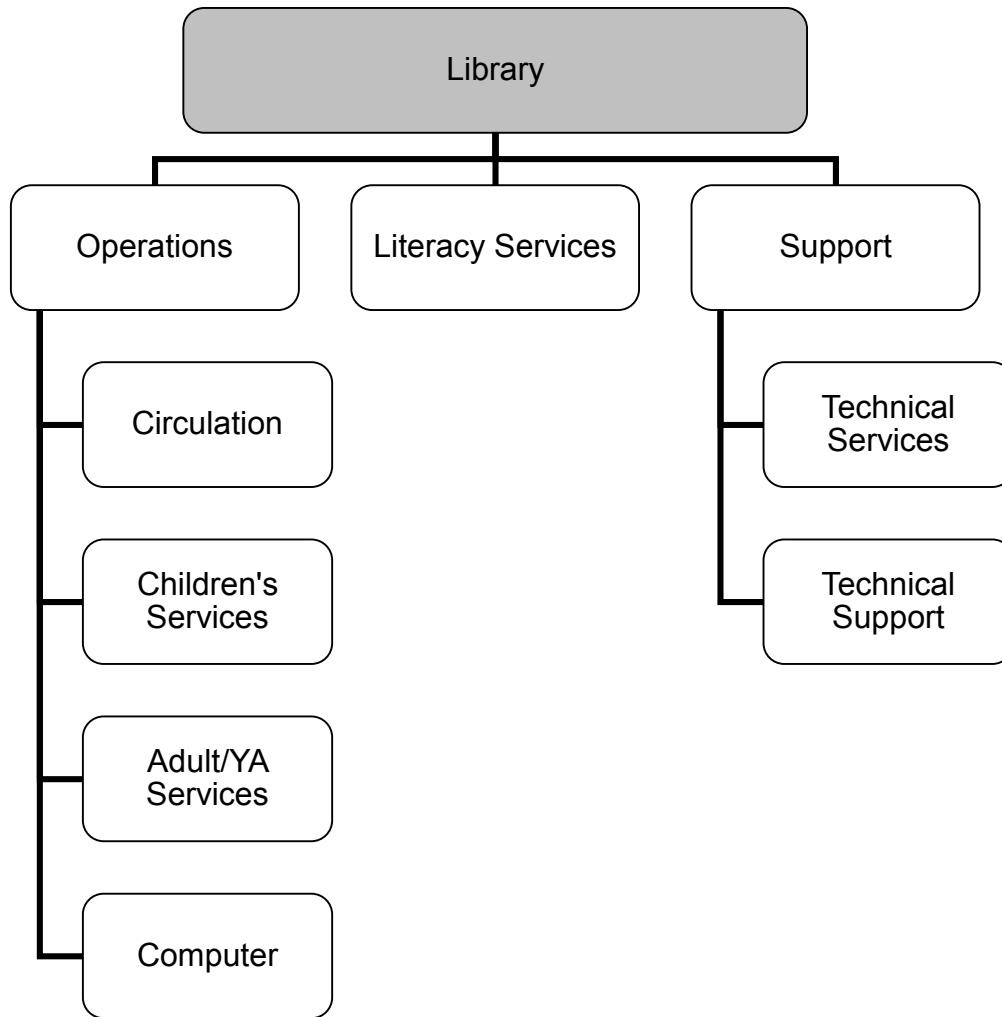 Library
Operations
Literacy Services
Support
Circulation
Technical
Services
Children's
Services
Technical
Support
Adult/YA
Services
Computer